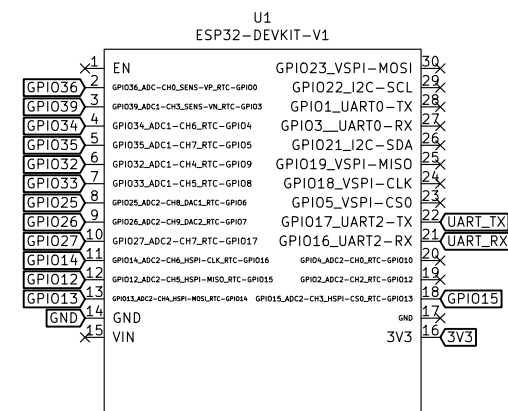 U1
ESP32-DEVKIT-V1
1 EN GPIO23_VSPI-MOSI 30
GPIO36 2 GPIO36_ADC-CH0_SENS-VP_RTC-GPIO0 GPIO22_I2C-SCL 29
GPIO39 3 GPIO39_ADC1-CH3_SENS-VN_RTC-GPIO3 GPIO1_UART0-TX 28
GPIO34 4 GPIO34_ADC1-CH6_RTC-GPIO4 GPIO3__UART0-RX 27
GPIO35 5 GPIO35_ADC1-CH7_RTC-GPIO5 GPIO21_I2C-SDA 26
GPIO32 6 GPIO32_ADC1-CH4_RTC-GPIO9 GPIO19_VSPI-MISO 25
GPIO33 7 GPIO33_ADC1-CH5_RTC-GPIO8 GPIO18_VSPI-CLK 24
GPIO25 8 GPIO25_ADC2-CH8_DAC1_RTC-GPIO6 GPIO5_VSPI-CS0 23
GPIO26 9 GPIO26_ADC2-CH9_DAC2_RTC-GPIO7 GPIO17_UART2-TX 22 UART_TX
GPIO27 10 GPIO27_ADC2-CH7_RTC-GPIO17 GPIO16_UART2-RX 21 UART_RX
GPIO14 11 GPIO14_ADC2-CH6_HSPI-CLK_RTC-GPIO16 GPIO4_ADC2-CH0_RTC-GPIO10 20
GPIO12 12 GPIO12_ADC2-CH5_HSPI-MISO_RTC-GPIO15 GPIO2_ADC2-CH2_RTC-GPIO12 19
GPIO13 13 GPIO13_ADC2-CH4_HSPI-MOSI_RTC-GPIO14 GPIO15_ADC2-CH3_HSPI-CS0_RTC-GPIO13 18 GPIO15
GND 14 GND GND 17
15 VIN 3V3 16 3V3